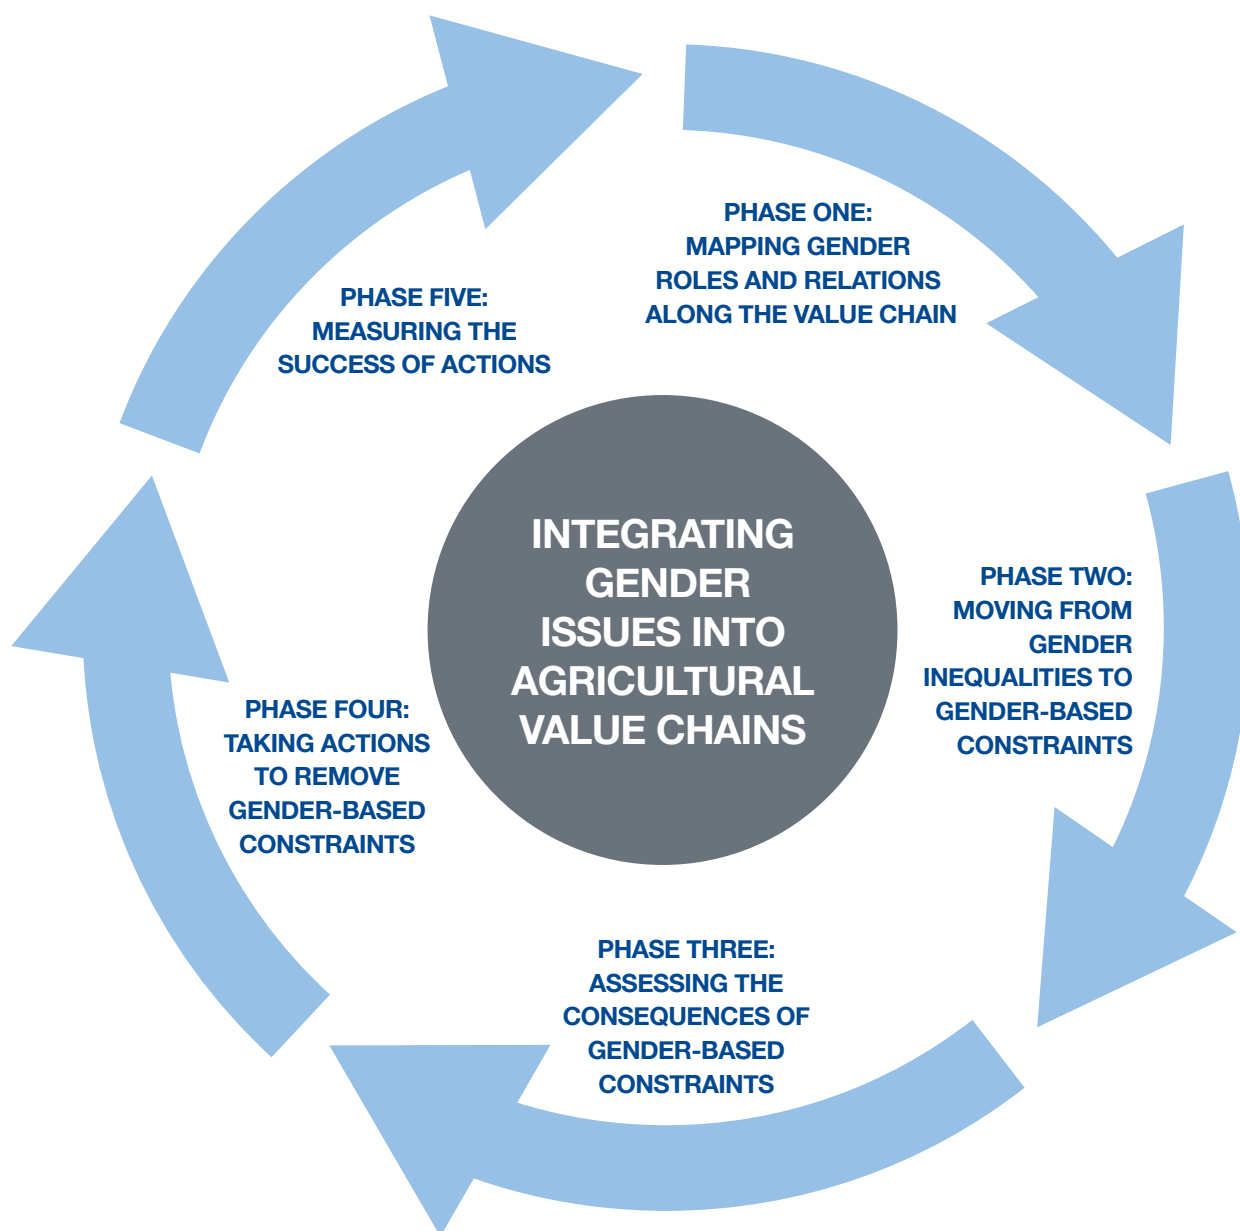 PHASE ONE:
MAPPING GENDER
ROLES AND RELATIONS
ALONG THE VALUE CHAIN
PHASE TWO:
MOVING FROM
GENDER
INEQUALITIES TO
GENDER-BASED
CONSTRAINTS
PHASE THREE:
ASSESSING THE
CONSEQUENCES OF
GENDER-BASED
CONSTRAINTS
PHASE FOUR:
TAKING ACTIONS
TO REMOVE
GENDER-BASED
CONSTRAINTS
PHASE FIVE:
MEASURING THE
SUCCESS OF ACTIONS
INTEGRATING
GENDER
ISSUES INTO
AGRICULTURAL
VALUE CHAINS